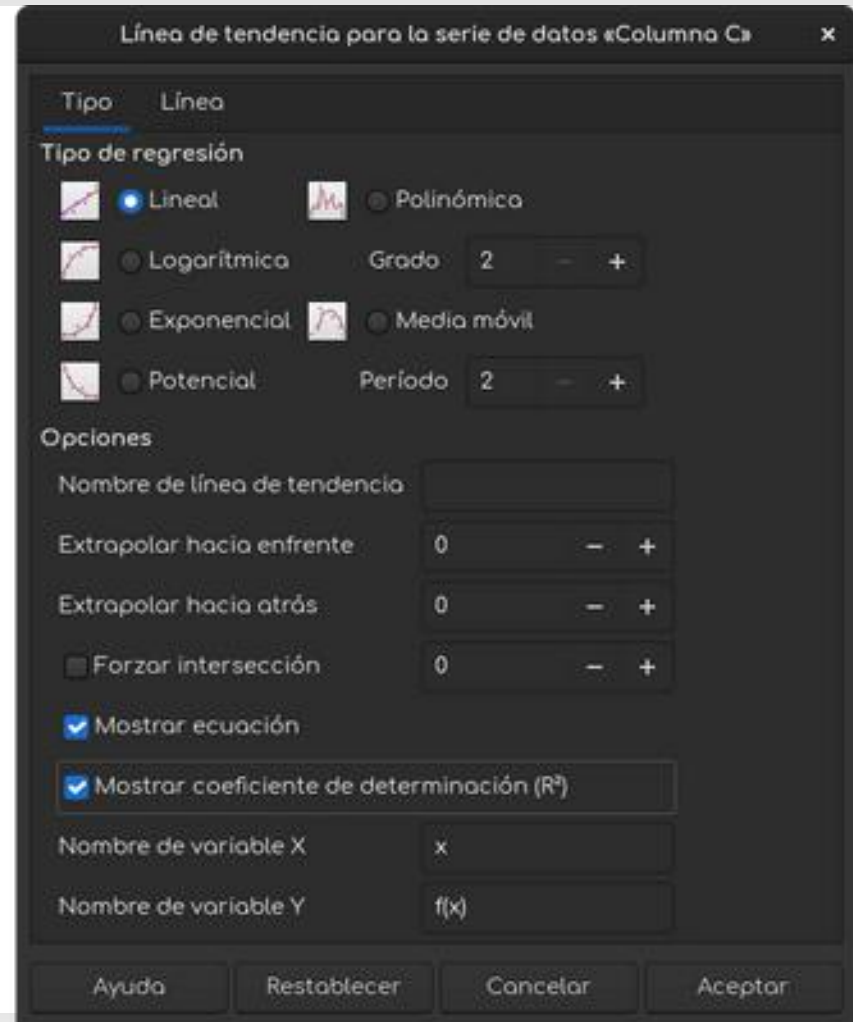 Línea de tendencia para la serie de datos «Columna C» ×
Tipo Línea
Tipo de regresión
Lineal Polinómica
Logarítmica Grado 2 − +
Exponencial Media móvil
Potencial Período 2 − +
Opciones
Nombre de línea de tendencia
Extrapolar hacia enfrente 0 − +
Extrapolar hacia atrás 0 − +
Forzar intersección 0 − +
Mostrar ecuación
Mostrar coeficiente de determinación (R²)
Nombre de variable X x
Nombre de variable Y f(x)
Ayuda Restablecer Cancelar Aceptar